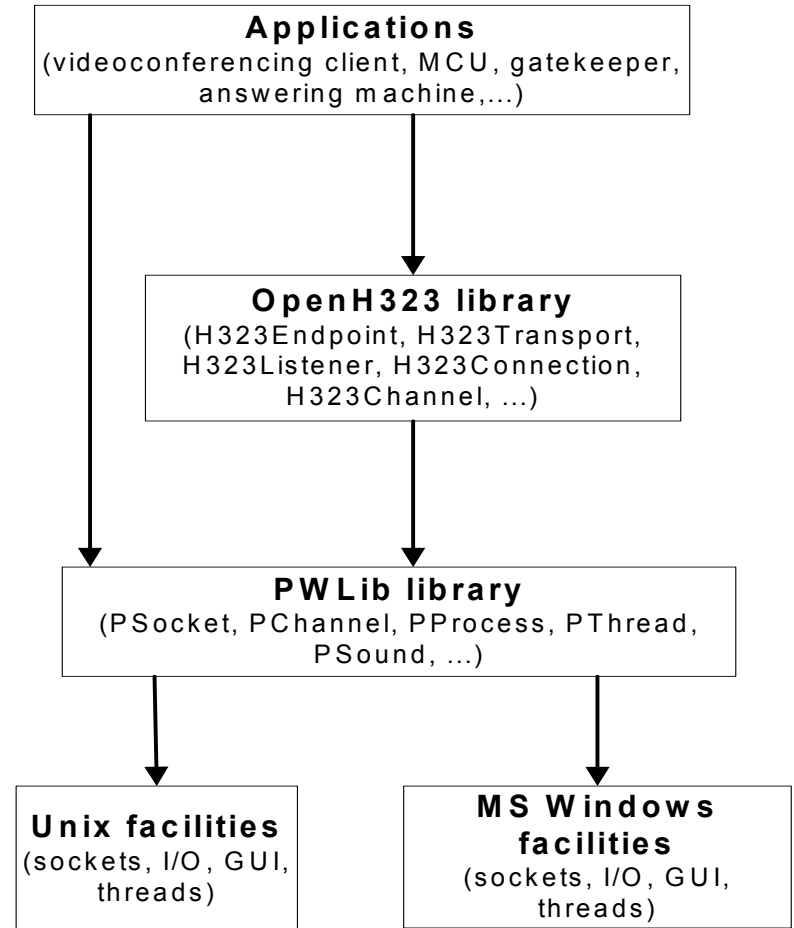 Applications
(videoconferencing client, MCU, gatekeeper,
answering machine,...)
OpenH323 library
(H323Endpoint, H323Transport,
H323Listener, H323Connection,
H323Channel, ...)
PWLib library
(PSocket, PChannel, PProcess, PThread,
PSound, ...)
Unix facilities
(sockets, I/O, GUI,
threads)
MS Windows
facilities
(sockets, I/O, GUI,
threads)